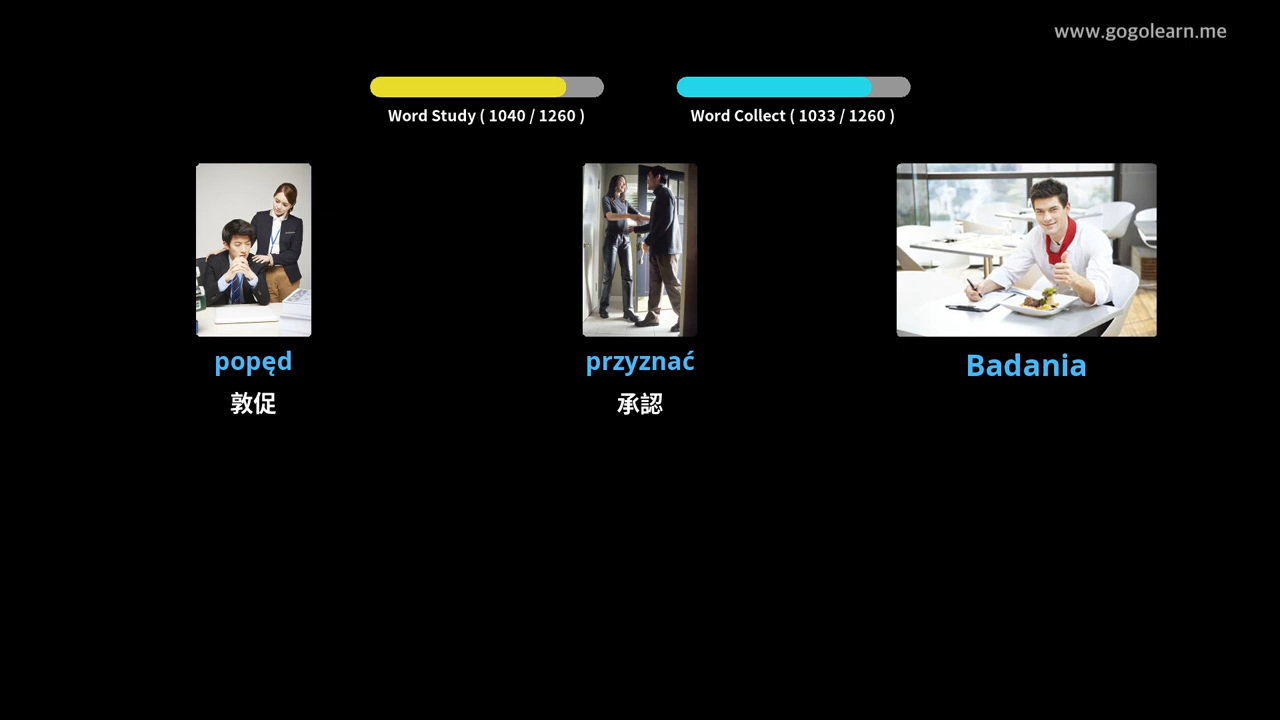 www.gogolearn.me
Word Study ( 1040 / 1260 )
Word Collect ( 1033 / 1260 )
popęd
przyznać
Badania
敦促
承認